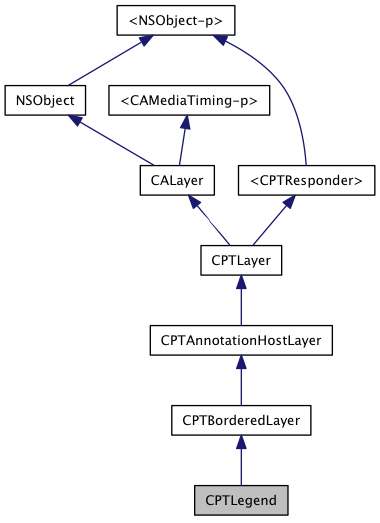 <NSObject-p>
NSObject
<CAMediaTiming-p>
CALayer
<CPTResponder>
CPTLayer
CPTAnnotationHostLayer
CPTBorderedLayer
CPTLegend